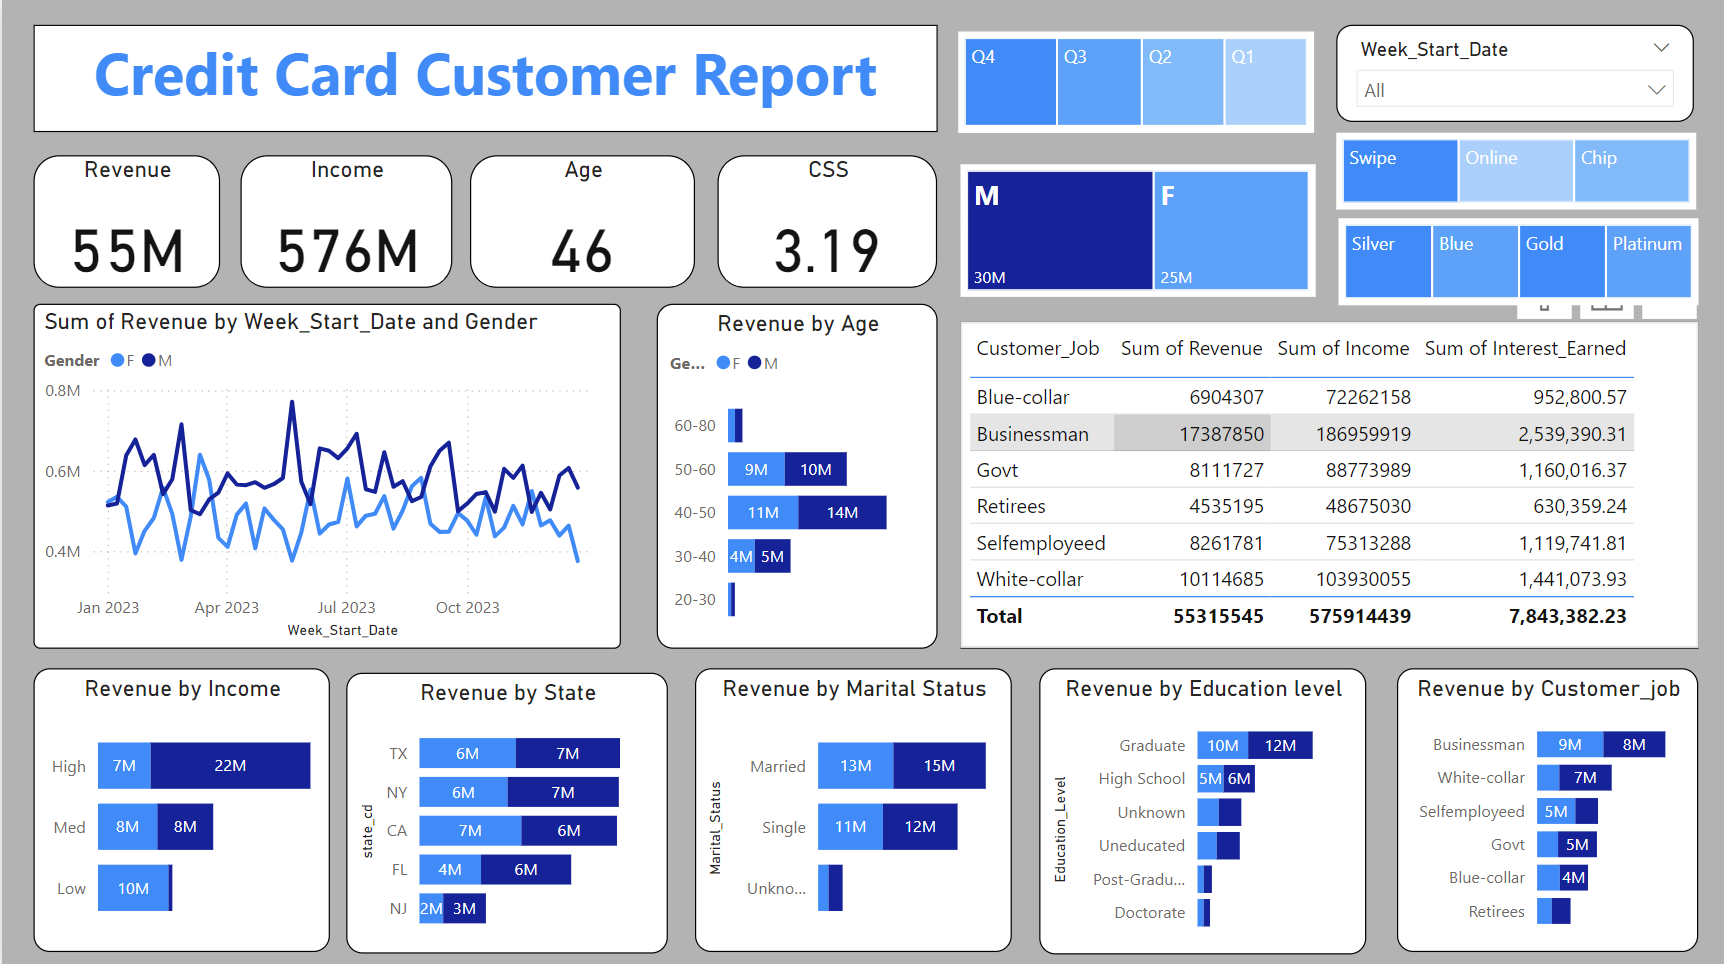 Credit Card Customer Report
Q4 Q3 Q2 Q1
Week_Start_Date
All
Swipe Online Chip
Silver Blue Gold Platinum
Revenue
55M
Income
576M
Age
46
CSS
3.19
M F
30M 25M
Sum of Revenue by Week_Start_Date and Gender
Gender F M
0.8M
0.6M
0.4M
Jan 2023 Apr 2023 Jul 2023 Oct 2023
Week_Start_Date
Revenue by Age
Ge... F M
60-80
50-60 9M 10M
40-50 11M 14M
30-40 4M 5M
20-30
Customer_Job Sum of Revenue Sum of Income Sum of Interest_Earned
Blue-collar 6904307 72262158 952,800.57
Businessman 17387850 186959919 2,539,390.31
Govt 8111727 88773989 1,160,016.37
Retirees 4535195 48675030 630,359.24
Selfemployeed 8261781 75313288 1,119,741.81
White-collar 10114685 103930055 1,441,073.93
Total 55315545 575914439 7,843,382.23
Revenue by Income
High 7M 22M
Med 8M 8M
Low 10M
Revenue by State
state_cd
TX 6M 7M
NY 6M 7M
CA 7M 6M
FL 4M 6M
NJ 2M 3M
Revenue by Marital Status
Marital_Status
Married 13M 15M
Single 11M 12M
Unkno...
Revenue by Education level
Education_Level
Graduate 10M 12M
High School 5M 6M
Unknown
Uneducated
Post-Gradu...
Doctorate
Revenue by Customer_job
Businessman 9M 8M
White-collar 7M
Selfemployeed 5M
Govt 5M
Blue-collar 4M
Retirees